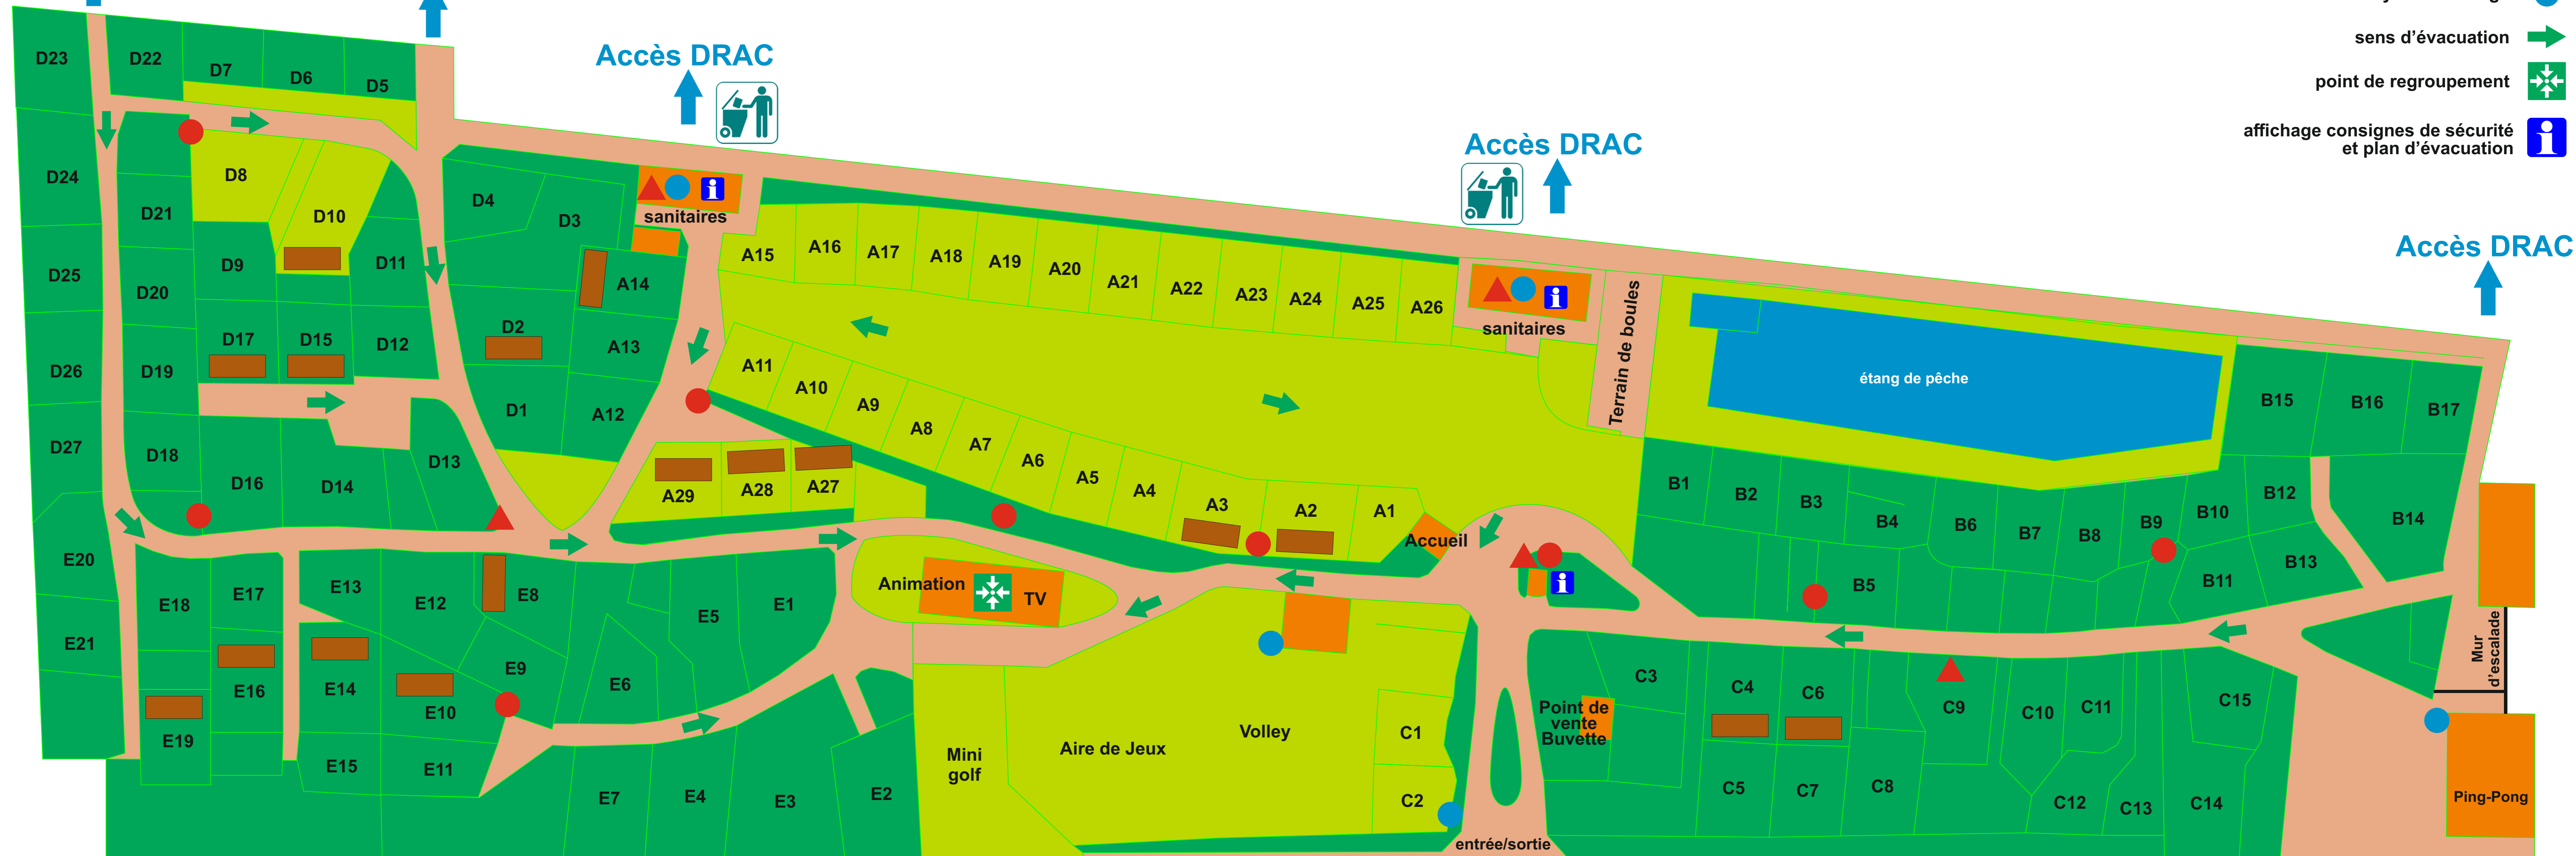 sens d’évacuation
point de regroupement
affichage consignes de sécurité
et plan d’évacuation
Accès DRAC
Accès DRAC
Accès DRAC
D23
D22
D7
D6
D5
D24
D8
D21
D10
D4
D3
sanitaires
D25
D20
D9
D11
A14
A15
A16
A17
A18
A19
A20
A21
A22
A23
A24
A25
A26
sanitaires
Terrain de boules
étang de pêche
D26
D19
D17
D15
D12
D2
A13
D1
A12
A11
A10
A9
A8
A7
A6
A5
A4
A3
A2
A1
Accueil
D27
D18
D16
D14
D13
A29
A28
A27
B1
B2
B3
B4
B5
B6
B7
B8
B9
B10
B11
B12
B13
B14
B15
B16
B17
E20
E21
E18
E17
E13
E12
E8
E5
E1
Animation
TV
E19
E16
E14
E10
E9
E6
E15
E11
E7
E4
E3
E2
Mini
golf
Aire de Jeux
Volley
C1
C2
entrée/sortie
Point de
vente
Buvette
C3
C4
C6
C5
C7
C8
C9
C10
C11
C12
C13
C14
C15
Mur
d’escalade
Ping-Pong